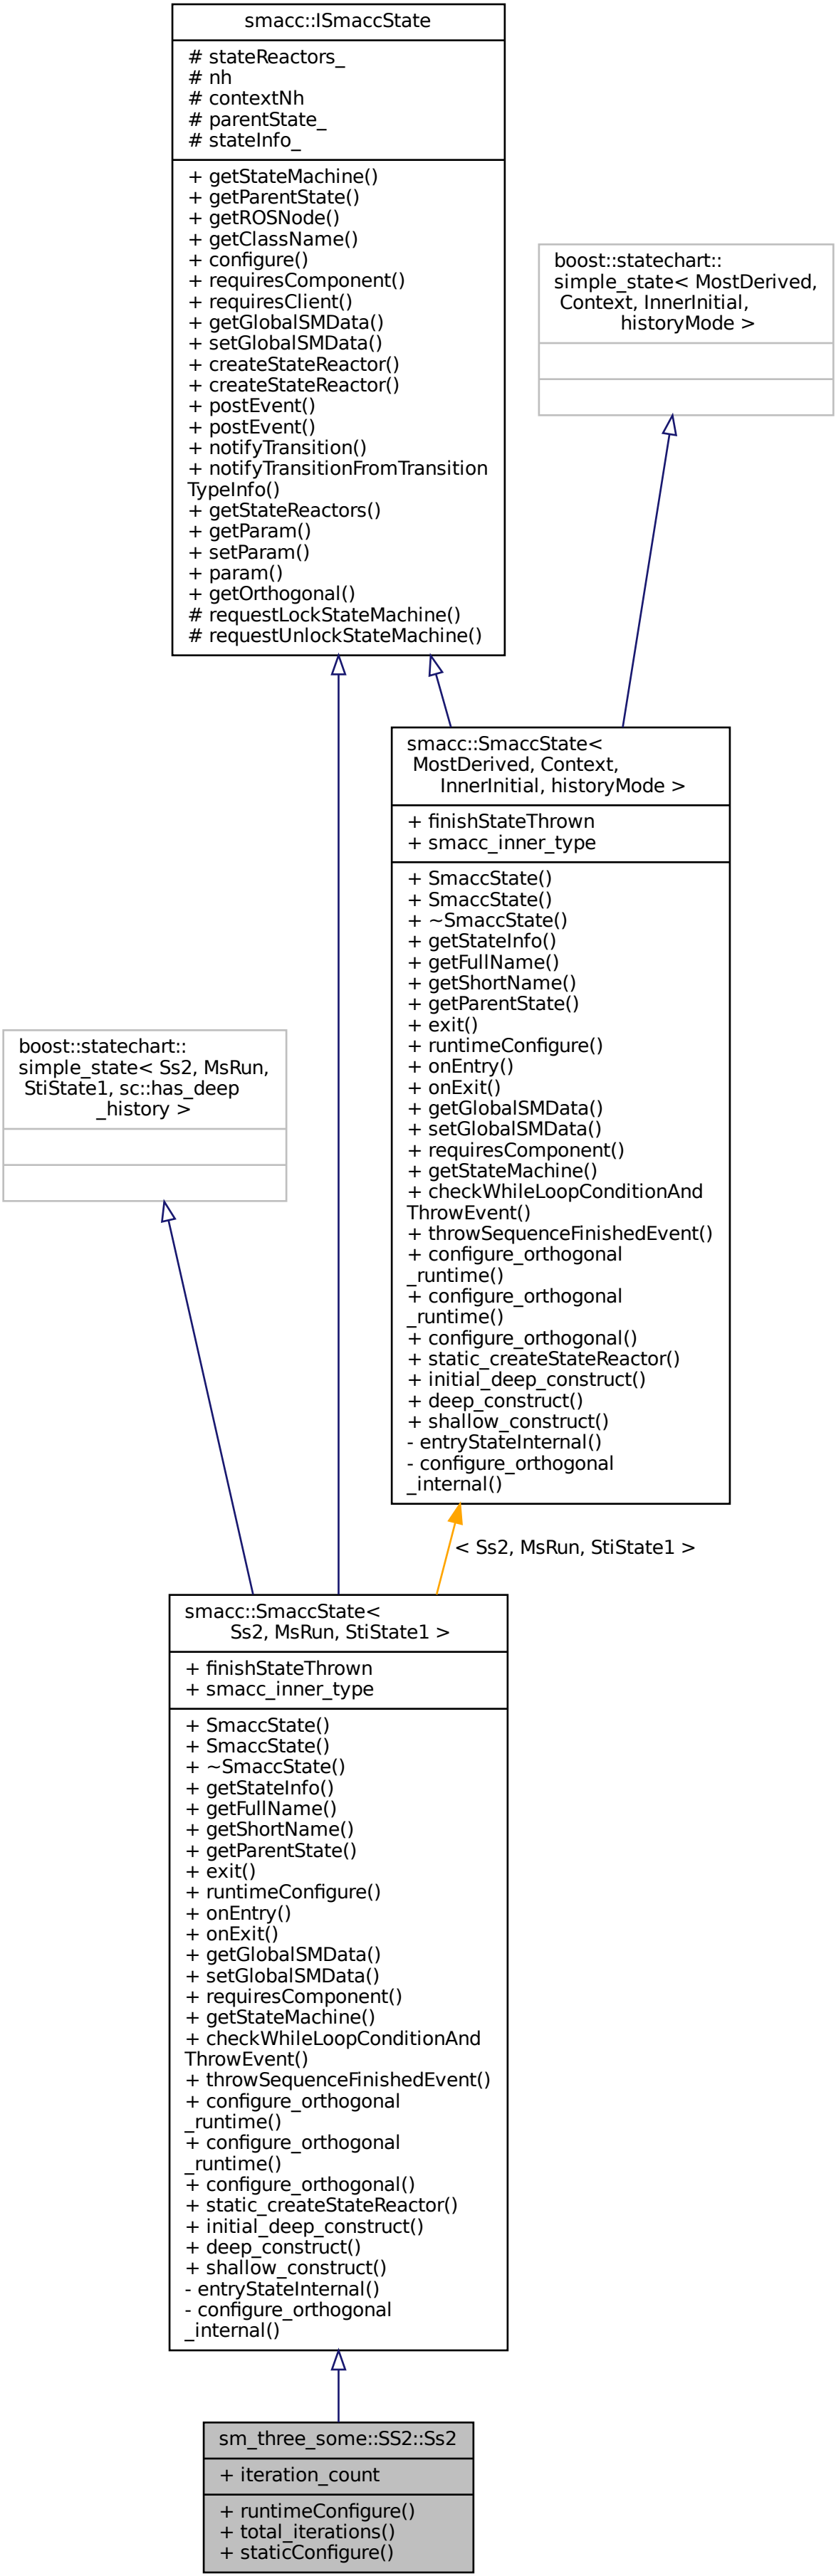 smacc::ISmaccState
# stateReactors_
# nh
# contextNh
# parentState_
# stateInfo_
+ getStateMachine()
+ getParentState()
+ getROSNode()
+ getClassName()
+ configure()
+ requiresComponent()
+ requiresClient()
+ getGlobalSMData()
+ setGlobalSMData()
+ createStateReactor()
+ createStateReactor()
+ postEvent()
+ postEvent()
+ notifyTransition()
+ notifyTransitionFromTransition
TypeInfo()
+ getStateReactors()
+ getParam()
+ setParam()
+ param()
+ getOrthogonal()
# requestLockStateMachine()
# requestUnlockStateMachine()
boost::statechart::
simple_state< MostDerived,
Context, InnerInitial,
historyMode >
smacc::SmaccState<
MostDerived, Context,
InnerInitial, historyMode >
+ finishStateThrown
+ smacc_inner_type
+ SmaccState()
+ SmaccState()
+ ~SmaccState()
+ getStateInfo()
+ getFullName()
+ getShortName()
+ getParentState()
+ exit()
+ runtimeConfigure()
+ onEntry()
+ onExit()
+ getGlobalSMData()
+ setGlobalSMData()
+ requiresComponent()
+ getStateMachine()
+ checkWhileLoopConditionAnd
ThrowEvent()
+ throwSequenceFinishedEvent()
+ configure_orthogonal
_runtime()
+ configure_orthogonal
_runtime()
+ configure_orthogonal()
+ static_createStateReactor()
+ initial_deep_construct()
+ deep_construct()
+ shallow_construct()
- entryStateInternal()
- configure_orthogonal
_internal()
boost::statechart::
simple_state< Ss2, MsRun,
StiState1, sc::has_deep
_history >
< Ss2, MsRun, StiState1 >
smacc::SmaccState<
Ss2, MsRun, StiState1 >
+ finishStateThrown
+ smacc_inner_type
+ SmaccState()
+ SmaccState()
+ ~SmaccState()
+ getStateInfo()
+ getFullName()
+ getShortName()
+ getParentState()
+ exit()
+ runtimeConfigure()
+ onEntry()
+ onExit()
+ getGlobalSMData()
+ setGlobalSMData()
+ requiresComponent()
+ getStateMachine()
+ checkWhileLoopConditionAnd
ThrowEvent()
+ throwSequenceFinishedEvent()
+ configure_orthogonal
_runtime()
+ configure_orthogonal
_runtime()
+ configure_orthogonal()
+ static_createStateReactor()
+ initial_deep_construct()
+ deep_construct()
+ shallow_construct()
- entryStateInternal()
- configure_orthogonal
_internal()
sm_three_some::SS2::Ss2
+ iteration_count
+ runtimeConfigure()
+ total_iterations()
+ staticConfigure()